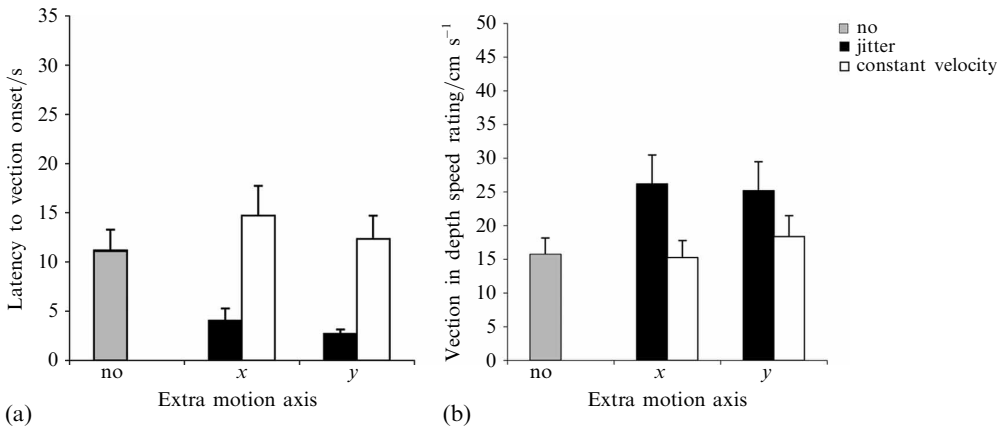 Latency to vection onset/s
35
30
25
20
15
10
5
0
no
x
y
Extra motion axis
(a)
Vection in depth speed rating/cm s⁻¹
50
45
40
35
30
25
20
15
10
5
0
no
x
y
Extra motion axis
(b)
no
jitter
constant velocity